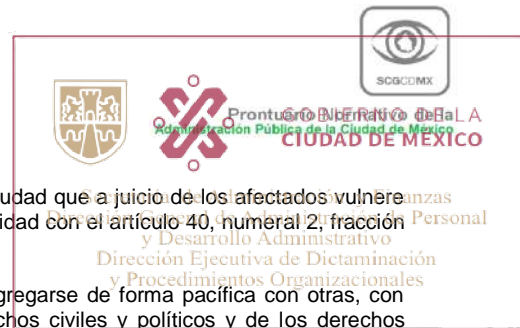 SCGCDMX
Prontuario Normativo de la
Administración Pública de la Ciudad de México
GOBIERNO DE LA
CIUDAD DE MÉXICO
udad que a juicio de los afectados vulnere
Secretaría de Administración y Finanzas
idad con el artículo 40, numeral 2, fracción
Dirección General de Administración de Personal
y Desarrollo Administrativo
Dirección Ejecutiva de Dictaminación
y Procedimientos Organizacionales
gregarse de forma pacífica con otras, con
chos civiles y políticos y de los derechos